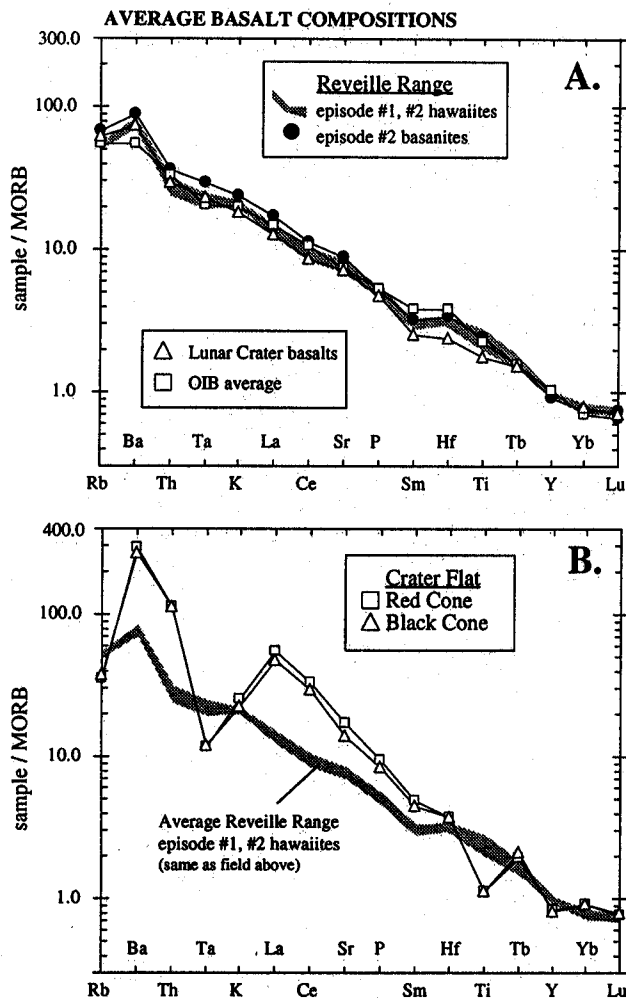 AVERAGE BASALT COMPOSITIONS
300.0
100.0
10.0
1.0
sample / MORB
A.
Reveille Range
episode #1, #2 hawaiites
episode #2 basanites
Lunar Crater basalts
OIB average
Ba Ta La Sr P Hf Tb Yb
Rb Th K Ce Sm Ti Y Lu
400.0
100.0
10.0
1.0
sample / MORB
B.
Crater Flat
Red Cone
Black Cone
Average Reveille Range
episode #1, #2 hawaiites
(same as field above)
Ba Ta La Sr P Hf Tb Yb
Rb Th K Ce Sm Ti Y Lu